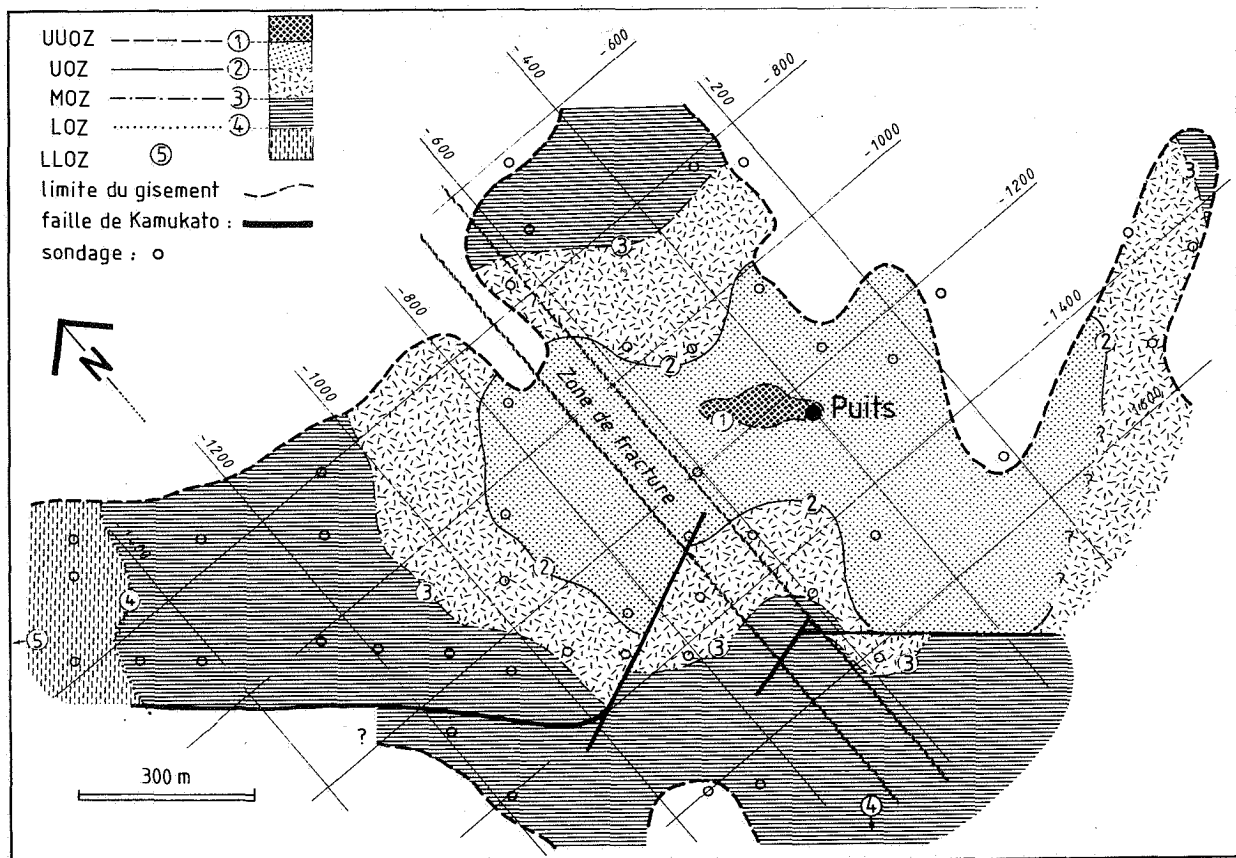 UUOZ ①
UOZ ②
MOZ ③
LOZ ④
LLOZ ⑤
limite du gisement
faille de Kamukato :
sondage : o
N
-600
-400
-800
-200
-1000
-600
-1200
-800
-1400
-1000
-1600
-1200
3
③
2
②
Zone de fracture
①
Puits
?
?
?
?
2
2
③
③
③
④
⑤
?
300 m
④